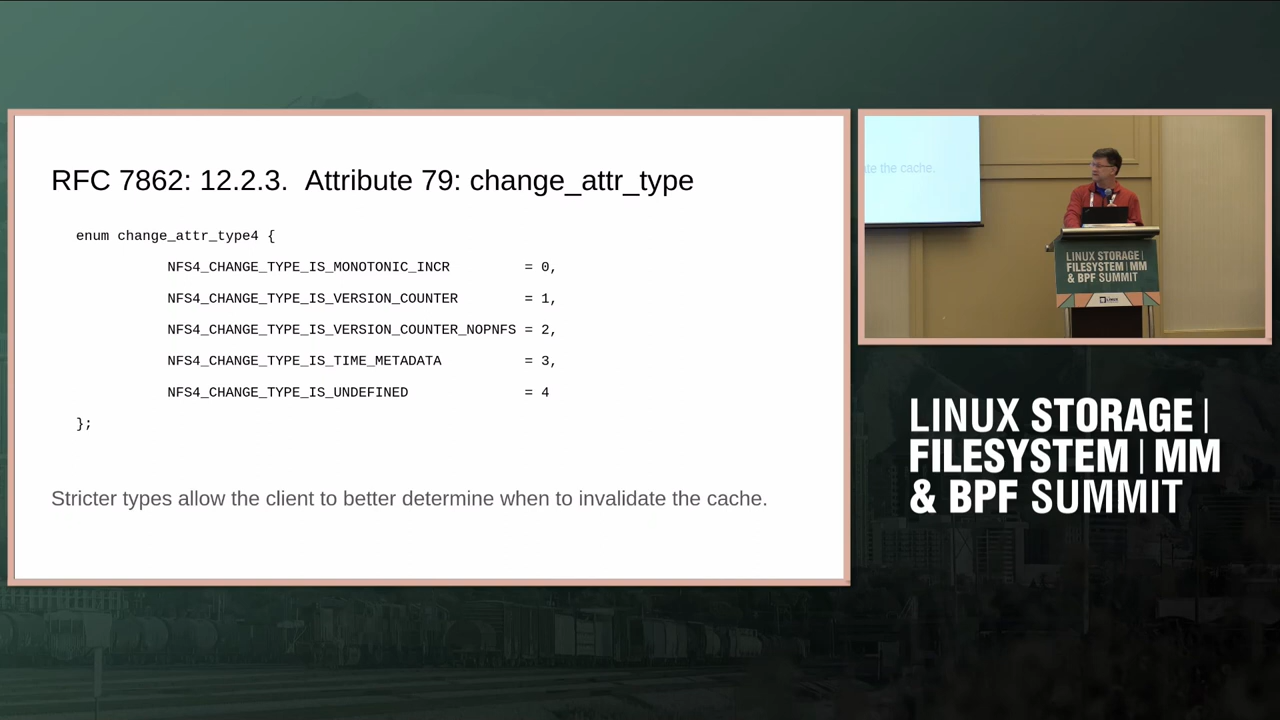 RFC 7862: 12.2.3.  Attribute 79: change_attr_type
enum change_attr_type4 {
NFS4_CHANGE_TYPE_IS_MONOTONIC_INCR = 0,
NFS4_CHANGE_TYPE_IS_VERSION_COUNTER = 1,
NFS4_CHANGE_TYPE_IS_VERSION_COUNTER_NOPNFS = 2,
NFS4_CHANGE_TYPE_IS_TIME_METADATA = 3,
NFS4_CHANGE_TYPE_IS_UNDEFINED = 4
};
Stricter types allow the client to better determine when to invalidate the cache.
the cache.
LINUX STORAGE |
FILESYSTEM | MM
& BPF SUMMIT
LINUX STORAGE |
FILESYSTEM | MM
& BPF SUMMIT